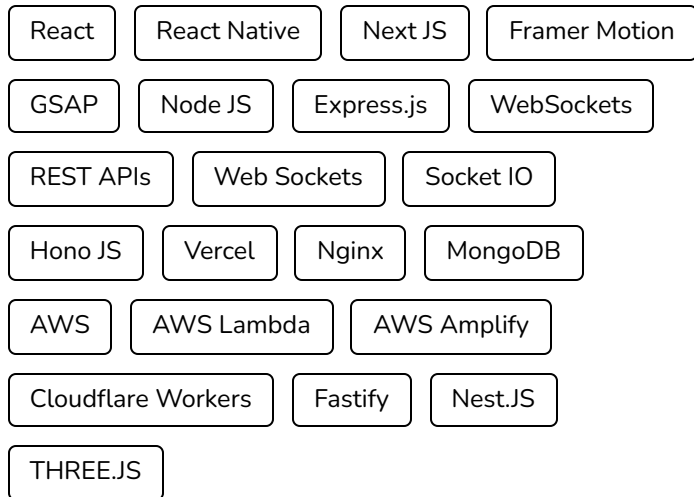 React React Native Next JS Framer Motion
GSAP Node JS Express.js WebSockets
REST APIs Web Sockets Socket IO
Hono JS Vercel Nginx MongoDB
AWS AWS Lambda AWS Amplify
Cloudflare Workers Fastify Nest.JS
THREE.JS